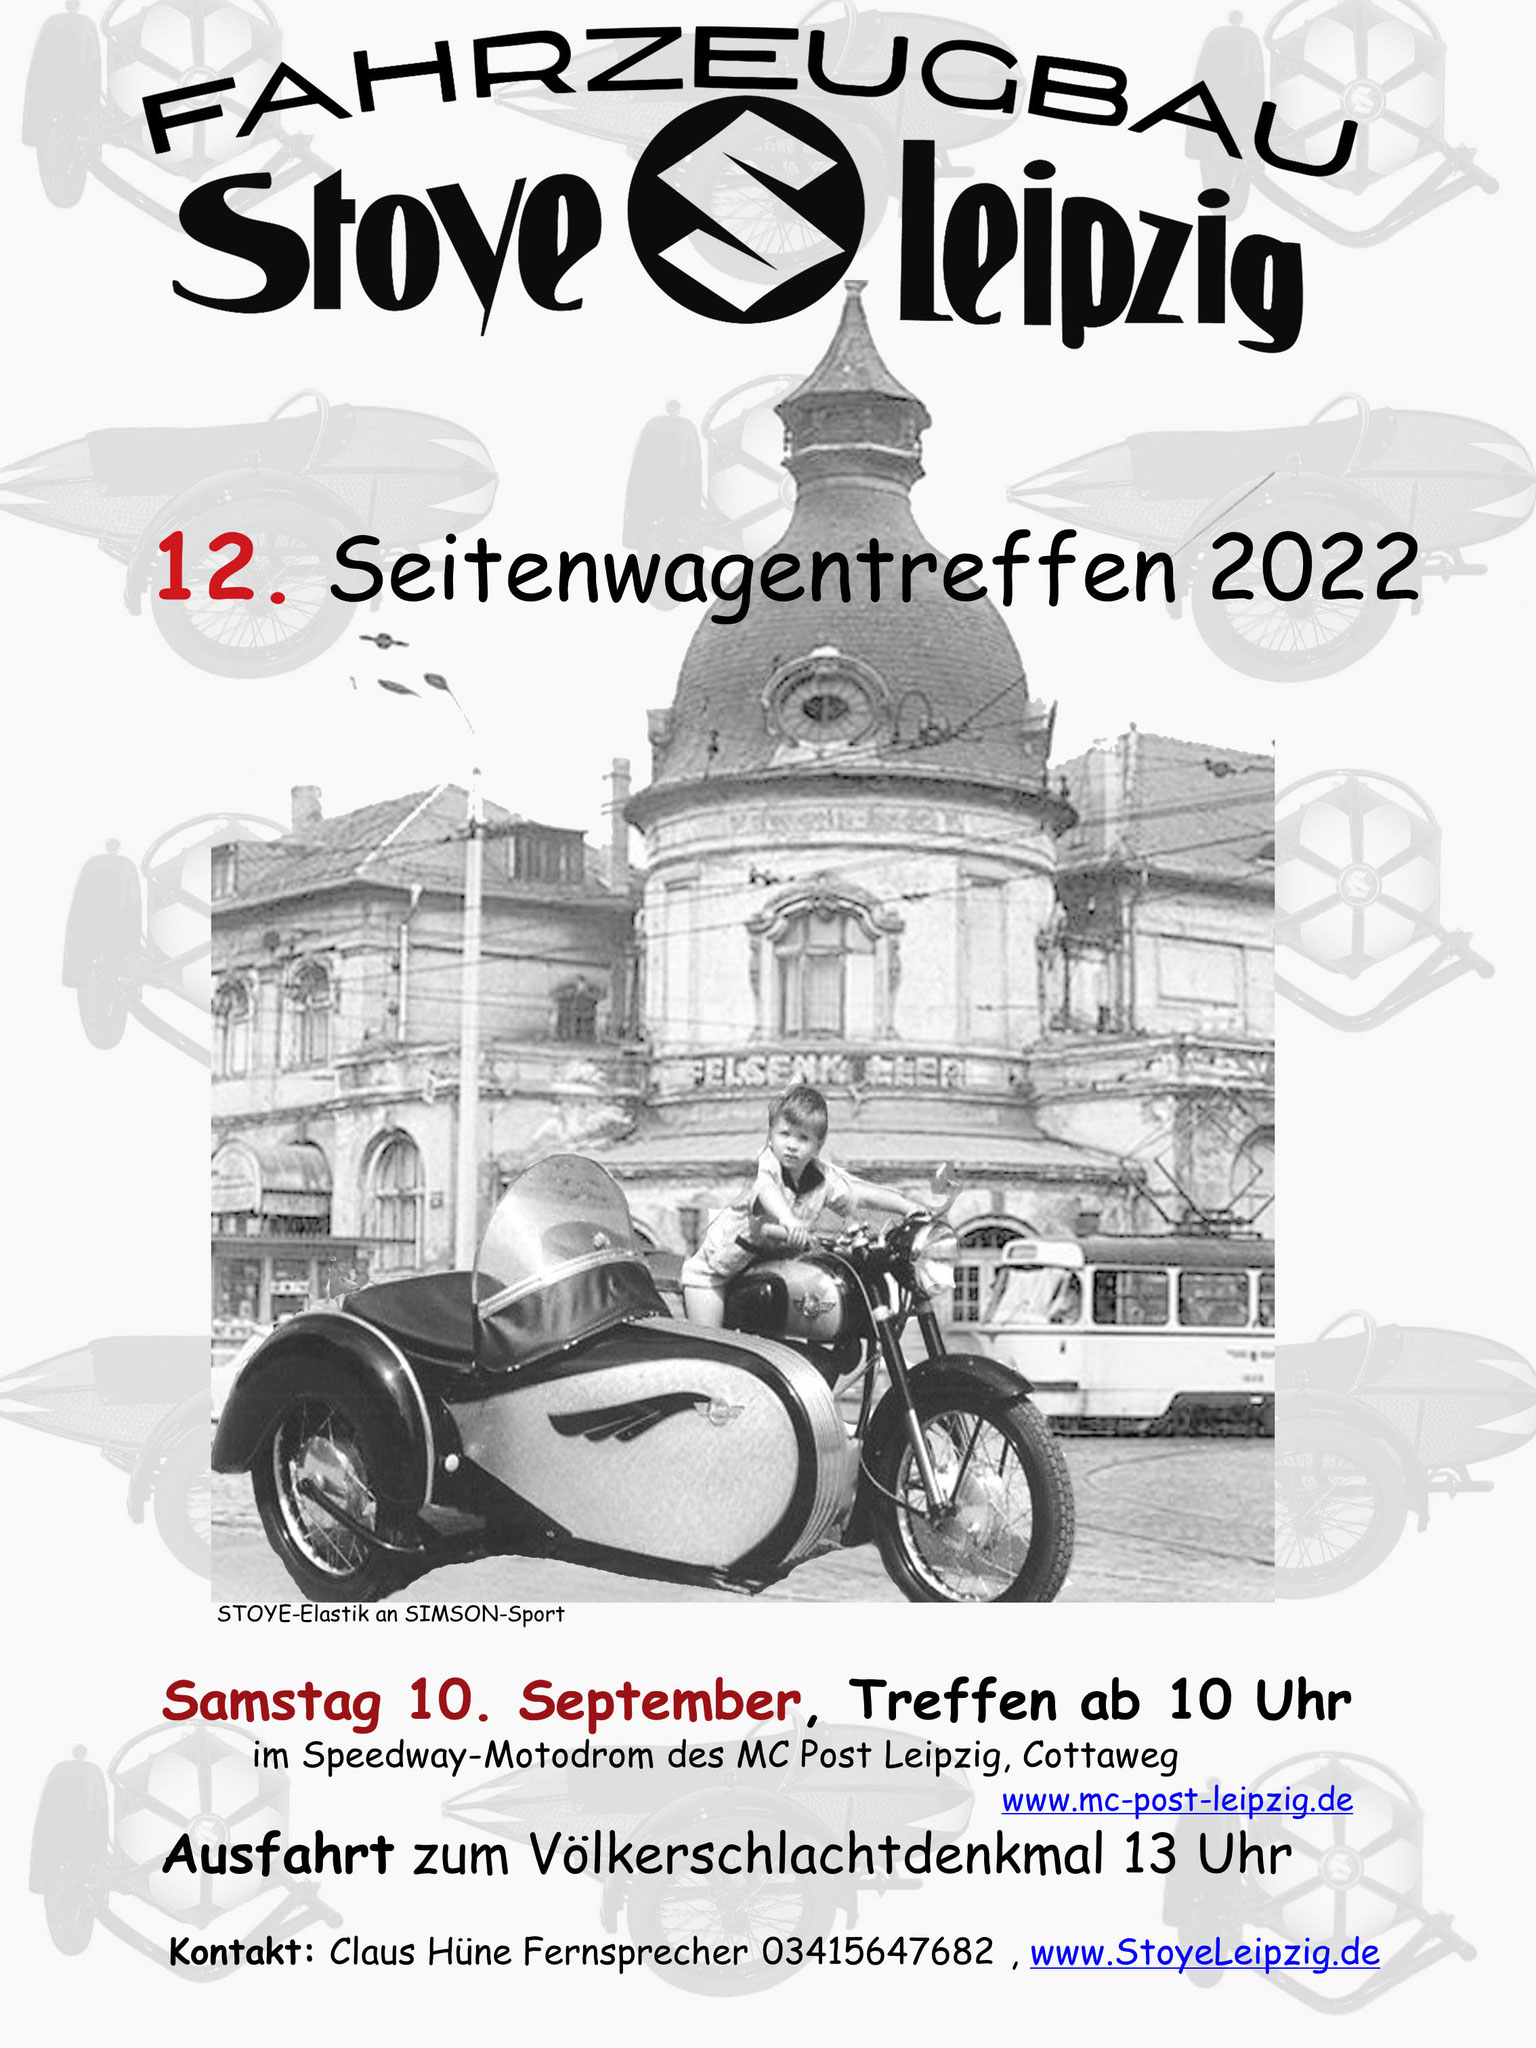 FAHRZEUGBAU
Stoye Leipzig
12. Seitenwagentreffen 2022
FELSENK
STOYE-Elastik an SIMSON-Sport
Samstag 10. September, Treffen ab 10 Uhr
im Speedway-Motodrom des MC Post Leipzig, Cottaweg
www.mc-post-leipzig.de
Ausfahrt zum Völkerschlachtdenkmal 13 Uhr
Kontakt: Claus Hüne Fernsprecher 03415647682 , www.StoyeLeipzig.de